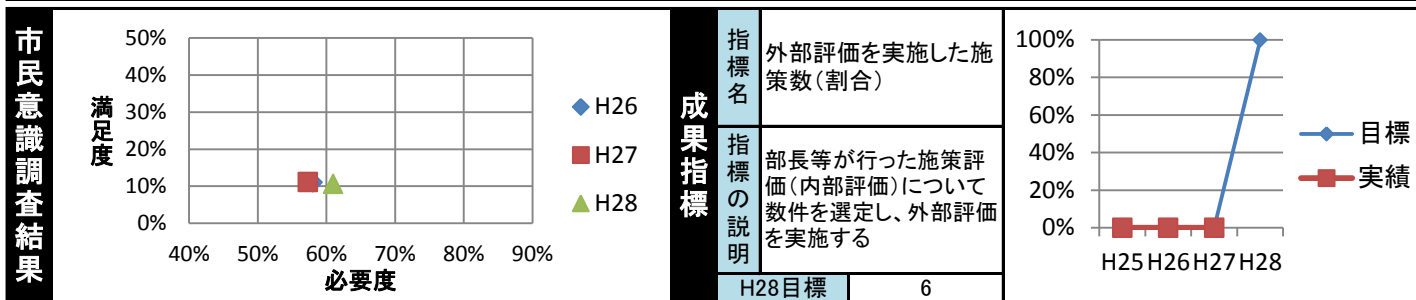 市民意識調査結果
50%
40%
30%
20%
10%
0%
満足度
40% 50% 60% 70% 80% 90%
必要度
H26
H27
H28
成果指標
指標名
外部評価を実施した施
策数(割合)
指標の説明
部長等が行った施策評
価(内部評価)について
数件を選定し、外部評価
を実施する
H28目標 6
100%
80%
60%
40%
20%
0%
H25 H26 H27 H28
目標
実績